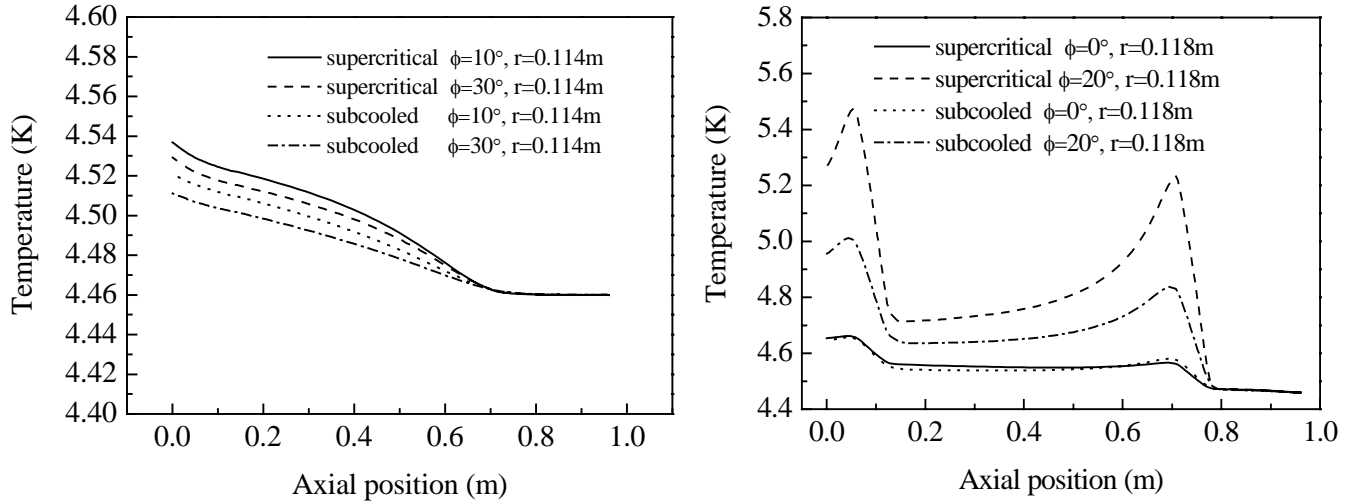 4.60
4.58
4.56
4.54
4.52
4.50
4.48
4.46
4.44
4.42
4.40
Temperature (K)
supercritical ϕ=10°, r=0.114m
supercritical ϕ=30°, r=0.114m
subcooled ϕ=10°, r=0.114m
subcooled ϕ=30°, r=0.114m
0.0 0.2 0.4 0.6 0.8 1.0
Axial position (m)
5.8
5.6
5.4
5.2
5.0
4.8
4.6
4.4
Temperature (K)
supercritical ϕ=0°, r=0.118m
supercritical ϕ=20°, r=0.118m
subcooled ϕ=0°, r=0.118m
subcooled ϕ=20°, r=0.118m
0.0 0.2 0.4 0.6 0.8 1.0
Axial position (m)